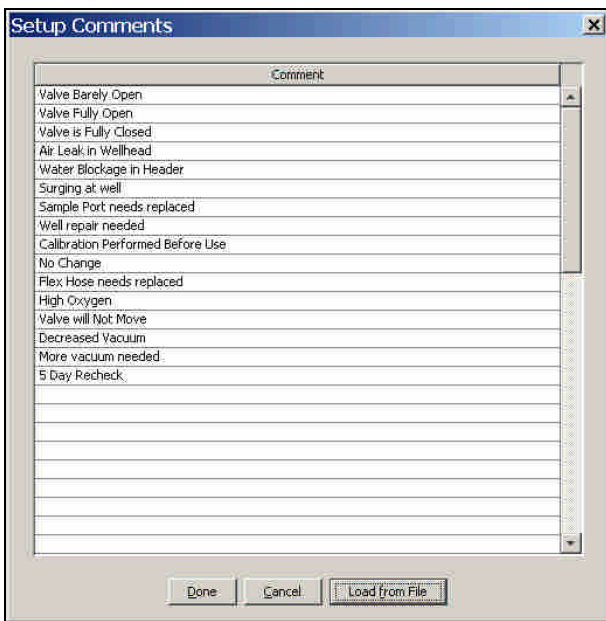 Setup Comments
Comment
Valve Barely Open
Valve Fully Open
Valve is Fully Closed
Air Leak in Wellhead
Water Blockage in Header
Surging at well
Sample Port needs replaced
Well repair needed
Calibration Performed Before Use
No Change
Flex Hose needs replaced
High Oxygen
Valve will Not Move
Decreased Vacuum
More vacuum needed
5 Day Recheck
Done Cancel Load from File